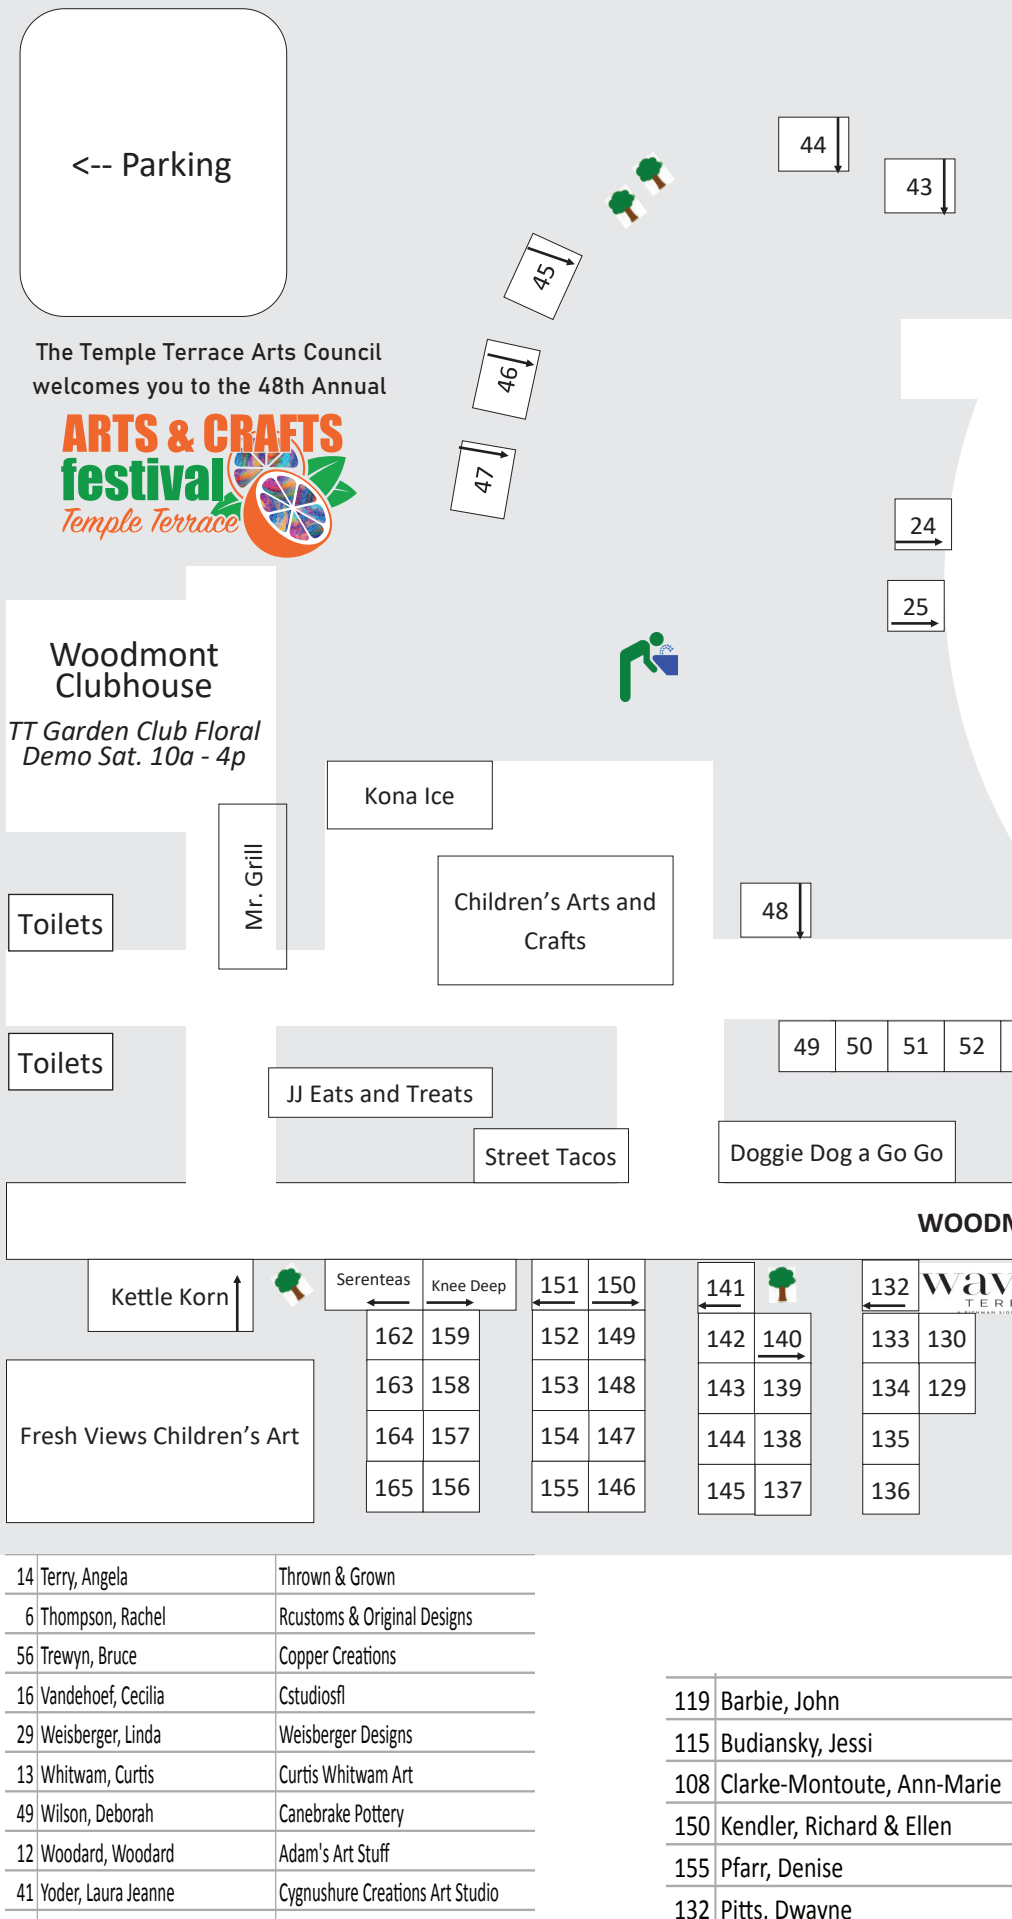 <-- Parking
44
43
45
The Temple Terrace Arts Council
welcomes you to the 48th Annual
46
ARTS & CRAFTS
festival
Temple Terrace
47
24
25
Woodmont
Clubhouse
TT Garden Club Floral
Demo Sat. 10a - 4p
Kona Ice
Mr. Grill
Children's Arts and
Crafts
48
Toilets
Toilets
49 50 51 52
JJ Eats and Treats
Street Tacos
Doggie Dog a Go Go
WOODM
Kettle Korn
Serenteas Knee Deep
151 150 141 132
162 159 152 149 142 140 133 130
163 158 153 148 143 139 134 129
Fresh Views Children's Art
164 157 154 147 144 138 135
165 156 155 146 145 137 136
14 Terry, Angela Thrown & Grown
6 Thompson, Rachel Rcustoms & Original Designs
56 Trewyn, Bruce Copper Creations
16 Vandehoef, Cecilia Cstudiosfl
29 Weisberger, Linda Weisberger Designs
13 Whitwam, Curtis Curtis Whitwam Art
49 Wilson, Deborah Canebrake Pottery
12 Woodard, Woodard Adam's Art Stuff
41 Yoder, Laura Jeanne Cygnushure Creations Art Studio
119 Barbie, John
115 Budiansky, Jessi
108 Clarke-Montoute, Ann-Marie
150 Kendler, Richard & Ellen
155 Pfarr, Denise
132 Pitts, Dwayne